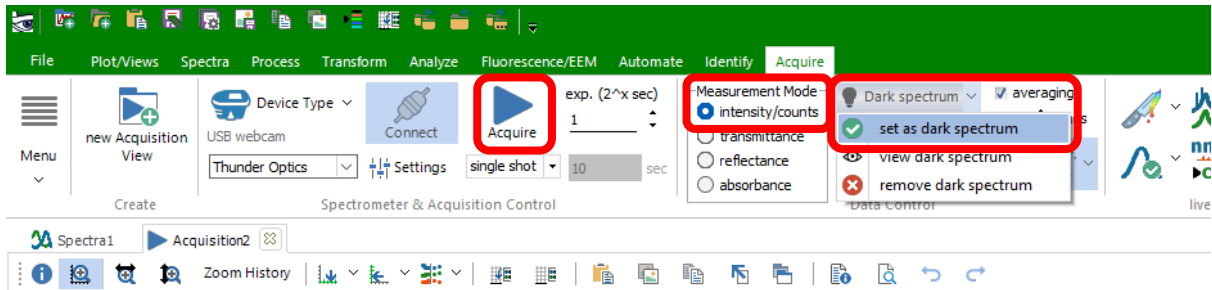 File Plot/Views Spectra Process Transform Analyze Fluorescence/EEM Automate Identify Acquire
Menu
new Acquisition
View
Create
Device Type
USB webcam
Thunder Optics
Connect
Settings
Spectrometer & Acquisition Control
Acquire
single shot
exp. (2^x sec)
1
10 sec
Measurement Mode
intensity/counts
transmittance
reflectance
absorbance
Dark spectrum
averaging
set as dark spectrum
view dark spectrum
remove dark spectrum
Data Control
live
Spectra1 Acquisition2
Zoom History